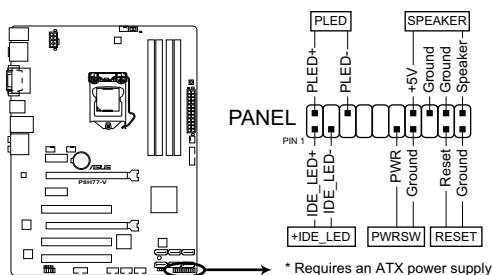 PLED
SPEAKER
PLED+
PLED-
+5V
Ground
Ground
Speaker
PANEL
PIN 1
IDE_LED+
IDE_LED-
PWR
Ground
Reset
Ground
+IDE_LED
PWRSW
RESET
* Requires an ATX power supply
/SUS
P8H77-V